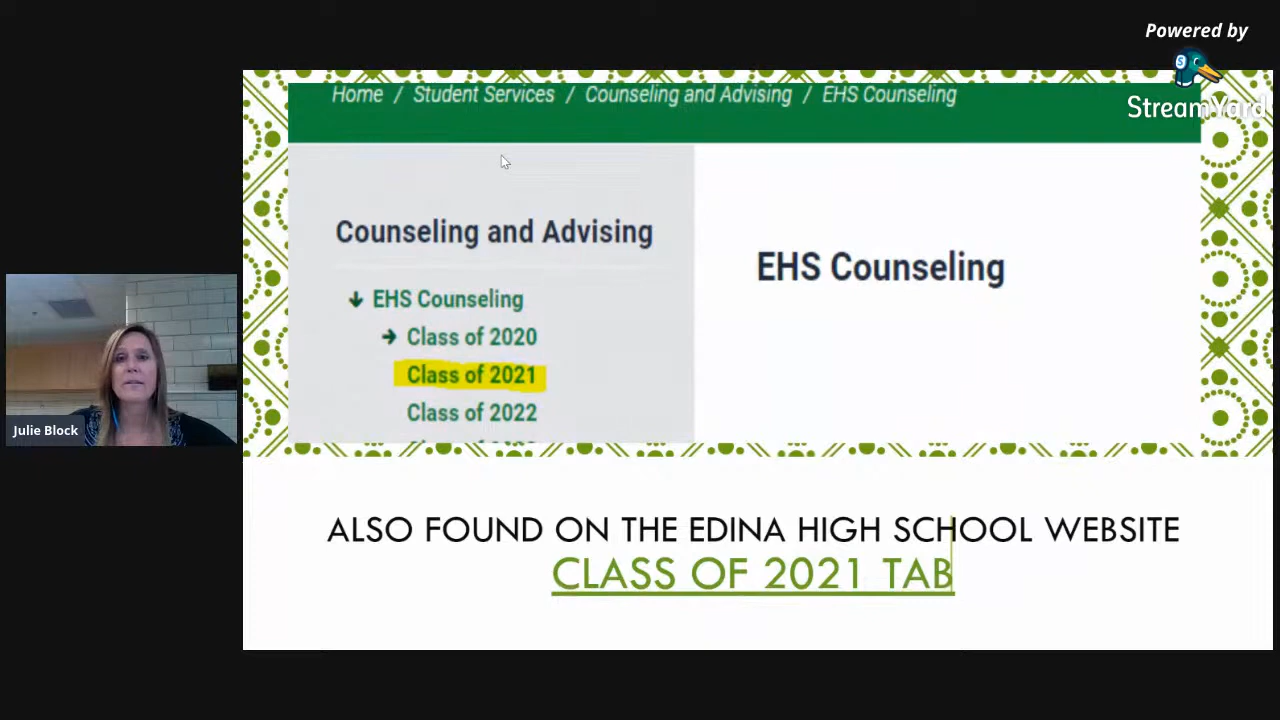 Powered by
StreamYard
Home / Student Services / Counseling and Advising / EHS Counseling
Counseling and Advising
EHS Counseling
Class of 2020
Class of 2021
Class of 2022
EHS Counseling
Julie Block
ALSO FOUND ON THE EDINA HIGH SCHOOL WEBSITE
CLASS OF 2021 TAB